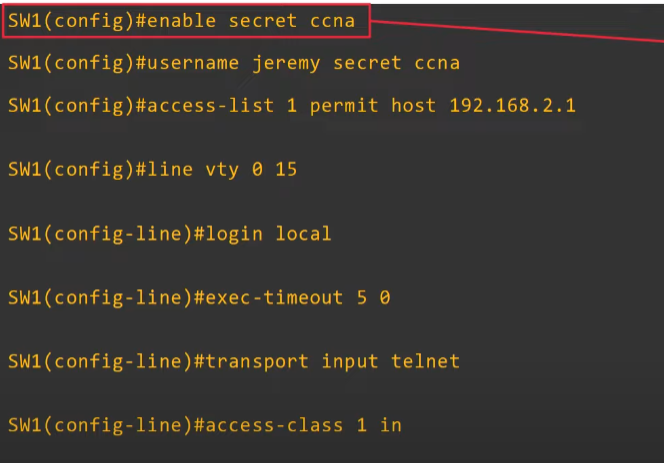 SW1(config)#enable secret ccna
SW1(config)#username jeremy secret ccna
SW1(config)#access-list 1 permit host 192.168.2.1
SW1(config)#line vty 0 15
SW1(config-line)#login local
SW1(config-line)#exec-timeout 5 0
SW1(config-line)#transport input telnet
SW1(config-line)#access-class 1 in